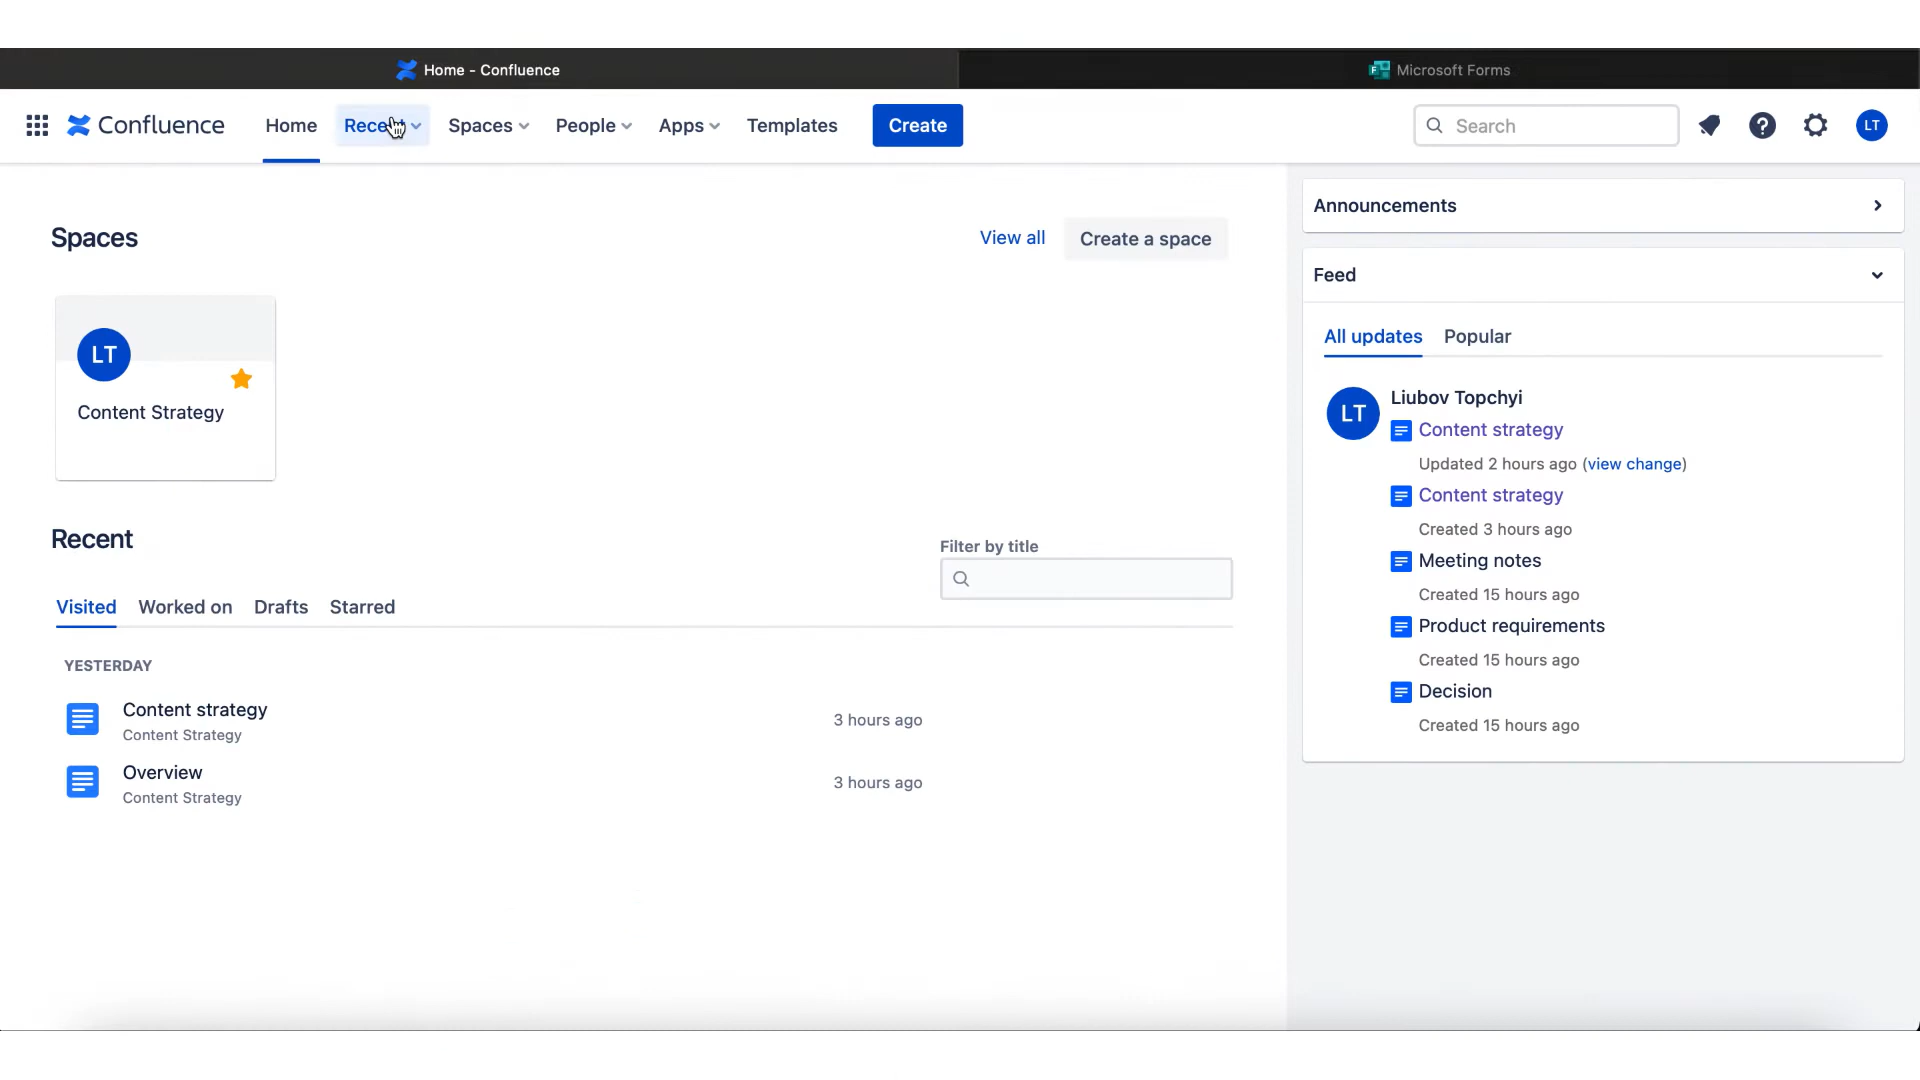 Home - Confluence
Microsoft Forms
Confluence
Home
Spaces
People
Apps
Templates
Create
Search
LT
Spaces
View all
Create a space
LT
Content Strategy
Recent
Filter by title
Visited
Worked on
Drafts
Starred
YESTERDAY
Content strategy
Content Strategy
3 hours ago
Overview
Content Strategy
3 hours ago
Announcements
Feed
All updates
Popular
LT
Liubov Topchyi
Content strategy
Updated 2 hours ago (view change)
Content strategy
Created 3 hours ago
Meeting notes
Created 15 hours ago
Product requirements
Created 15 hours ago
Decision
Created 15 hours ago